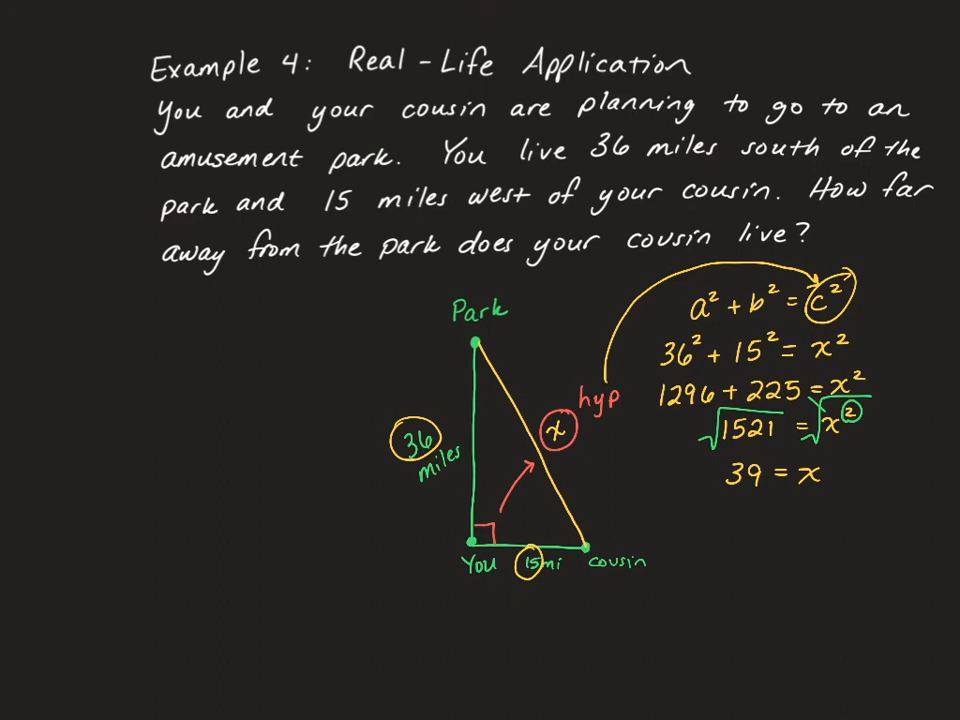 Example 4: Real-Life Application
You and your cousin are planning to go to an
amusement park. You live 36 miles south of the
park and 15 miles west of your cousin. How far
away from the park does your cousin live?
Park
36
miles
x
hyp
You
15mi
cousin
a² + b² = c²
36² + 15² = x²
1296 + 225 = x²
√1521 = √x²
39 = x